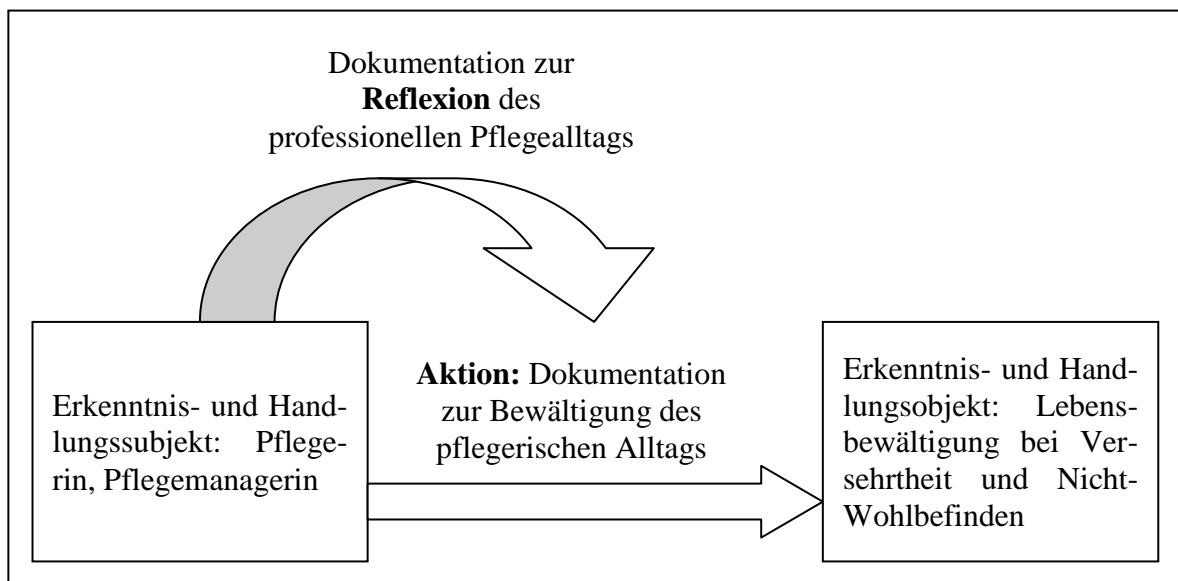 Dokumentation zur
Reflexion des
professionellen Pflegealltags
Erkenntnis- und Hand-
lungssubjekt: Pflege-
rin, Pflegemanagerin
Aktion: Dokumentation
zur Bewältigung des
pflegerischen Alltags
Erkenntnis- und Hand-
lungsobjekt: Lebens-
bewältigung bei Ver-
sehrtheit und Nicht-
Wohlbefinden